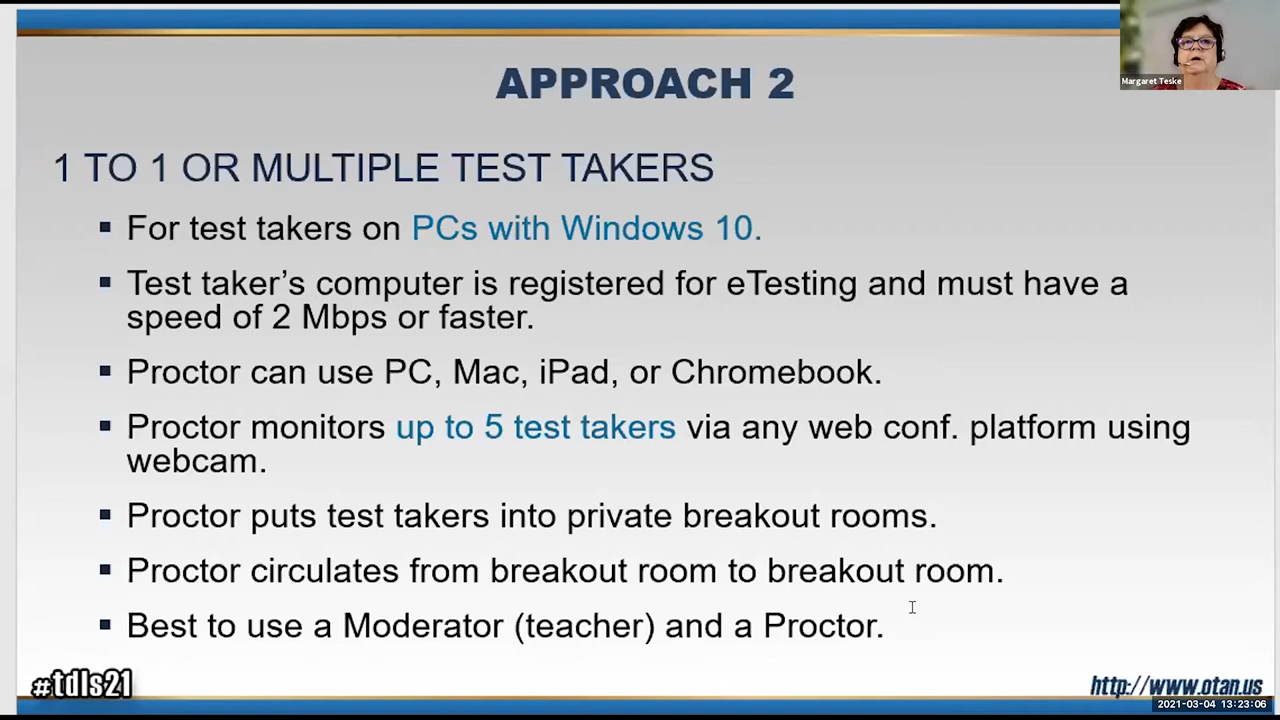 APPROACH 2
Margaret Teske
1 TO 1 OR MULTIPLE TEST TAKERS
▪ For test takers on PCs with Windows 10.
▪ Test taker's computer is registered for eTesting and must have a
speed of 2 Mbps or faster.
▪ Proctor can use PC, Mac, iPad, or Chromebook.
▪ Proctor monitors up to 5 test takers via any web conf. platform using
webcam.
▪ Proctor puts test takers into private breakout rooms.
▪ Proctor circulates from breakout room to breakout room.
▪ Best to use a Moderator (teacher) and a Proctor.
#tdls21
http://www.otan.us
2021-03-04 13:23:06